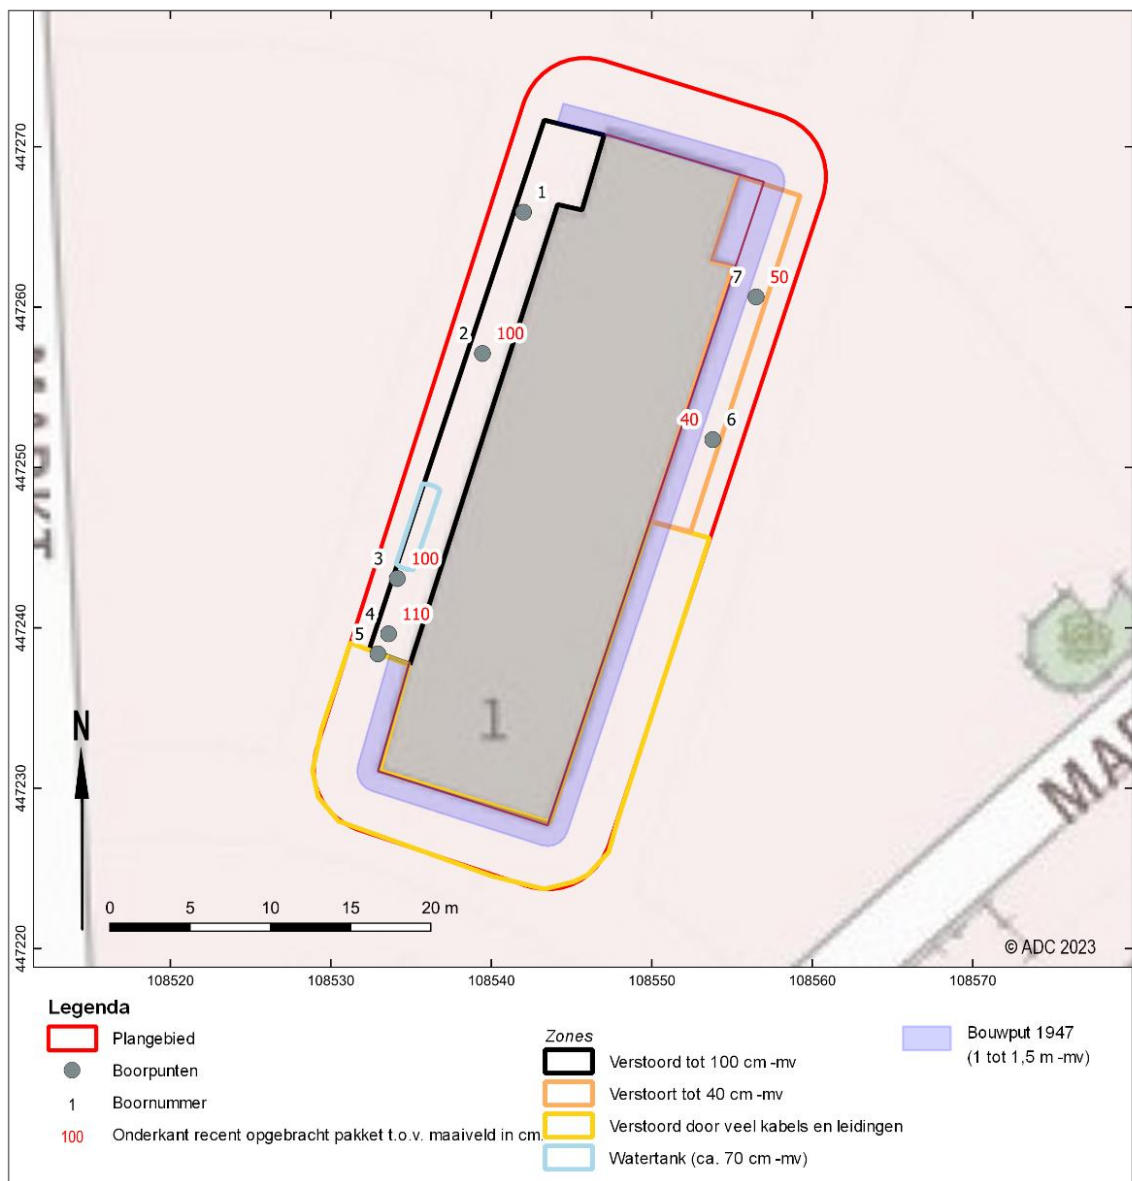 447270
447260
447250
447240
447230
447220
MARKT
1
2 100
3 100
4 110
5
7 50
40 6
1
MAR
N
0 5 10 15 20 m
© ADC 2023
108520 108530 108540 108550 108560 108570
Legenda
Plangebied
Boorpunten
1 Boornummer
100 Onderkant recent opgebracht pakket t.o.v. maaiveld in cm.
Zones
Verstoord tot 100 cm -mv
Verstoort tot 40 cm -mv
Verstoord door veel kabels en leidingen
Watertank (ca. 70 cm -mv)
Bouwput 1947
(1 tot 1,5 m -mv)